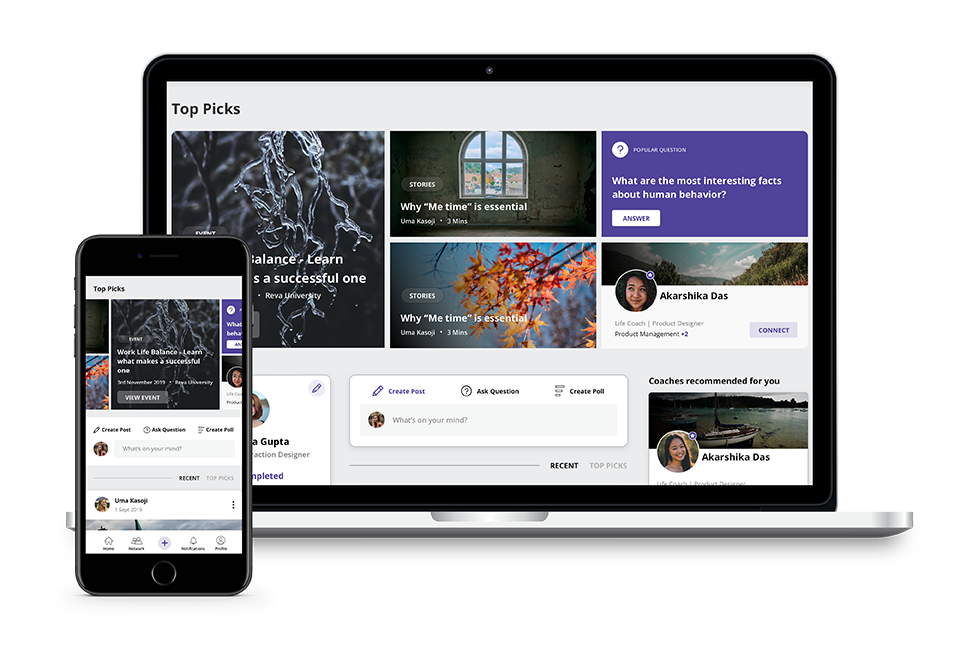 Top Picks
EVENT
Balance - Learn
s a successful one
• Reva University
STORIES
Why “Me time” is essential
Uma Kasoji • 3 Mins
STORIES
Why “Me time” is essential
Uma Kasoji • 3 Mins
?
POPULAR QUESTION
What are the most interesting facts
about human behavior?
ANSWER
Akarshika Das
Life Coach | Product Designer
Product Management +2
CONNECT
a Gupta
raction Designer
mpleted
Create Post
? Ask Question
Create Poll
What's on your mind?
RECENT TOP PICKS
Coaches recommended for you
Akarshika Das
Life Coach | Product Designer
Top Picks
EVENT
Work Life Balance - Learn
what makes a successful
one
3rd November 2019 • Reva University
VIEW EVENT
?
What
behav
AN
Life Co
Produc
Create Post
? Ask Question
Create Poll
What's on your mind?
RECENT TOP PICKS
Uma Kasoji
1 Sept 2019
Home
Network
+
Notifications
Profile